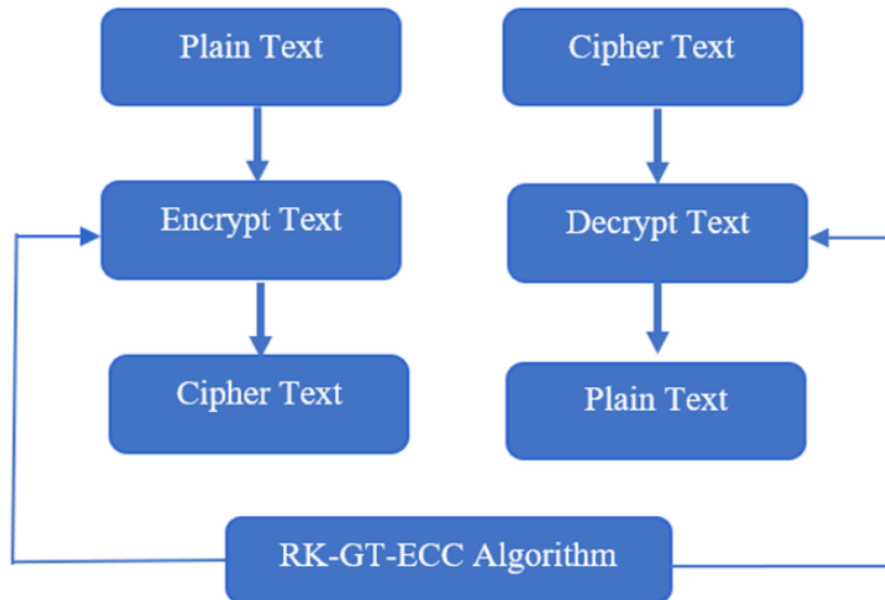 Plain Text
Encrypt Text
Cipher Text
Cipher Text
Decrypt Text
Plain Text
RK-GT-ECC Algorithm